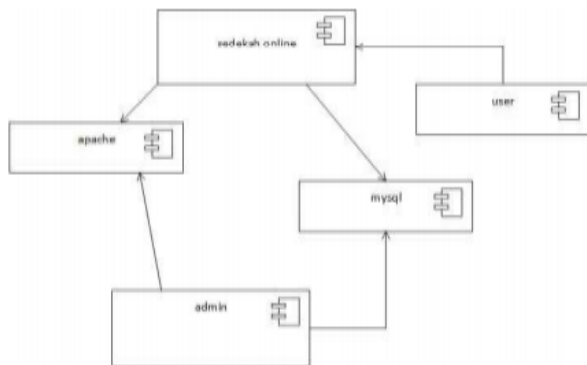 sedekah online
user
apache
mysql
admin